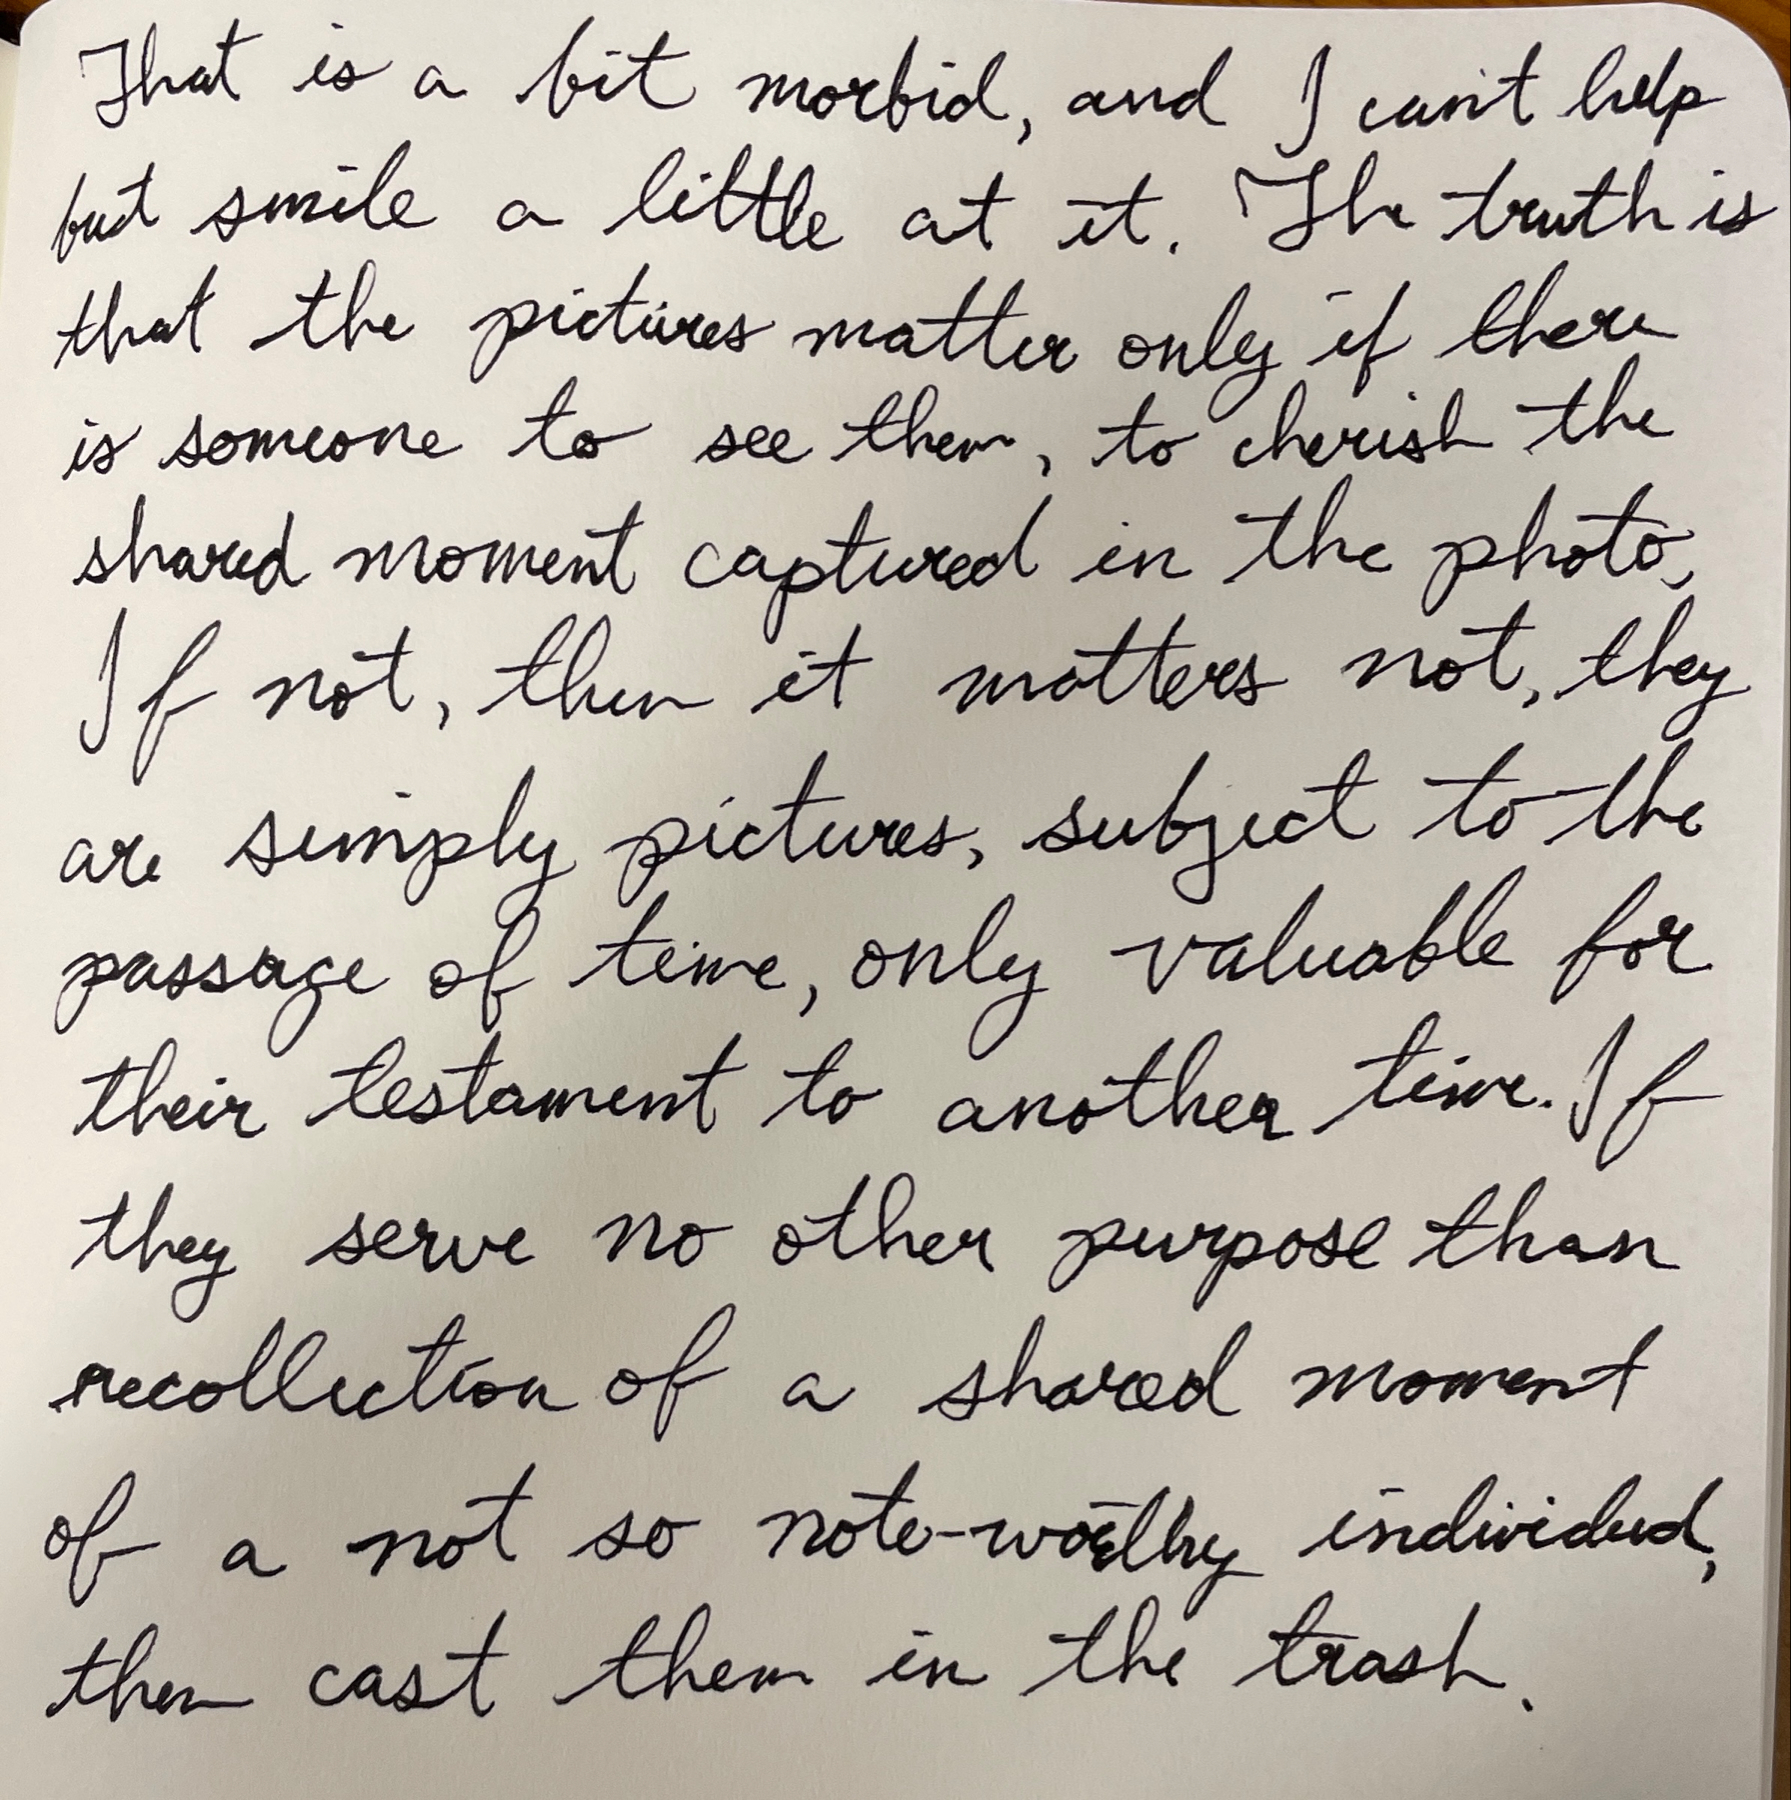 That is a bit morbid, and I can't help
but smile a little at it. The truth is
that the pictures matter only if there
is someone to see them, to cherish the
shared moment captured in the photo.
If not, then it matters not, they
are simply pictures, subject to the
passage of time, only valuable for
their testament to another time. If
they serve no other purpose than
recollection of a shared moment
of a not so note-worthy individual,
then cast them in the trash.